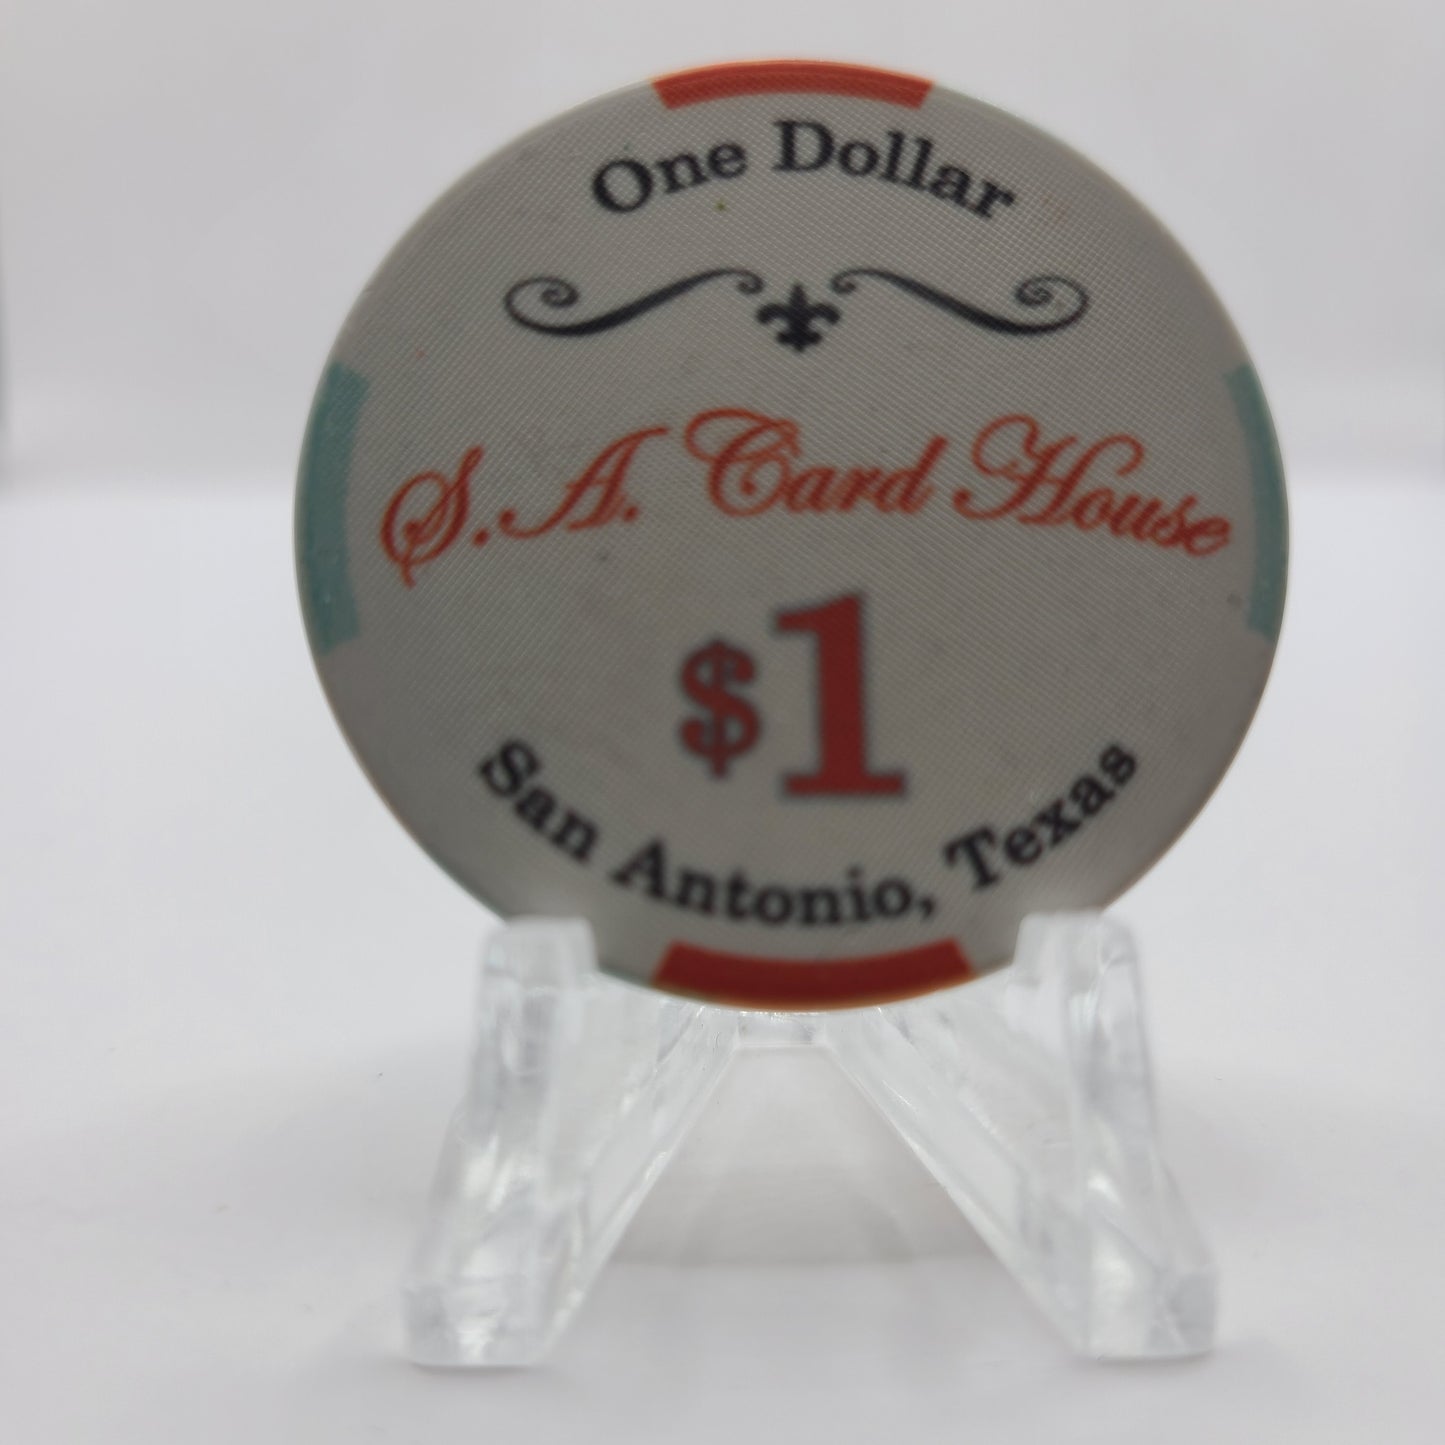 One Dollar
S.A. Card House
$1
San Antonio, Texas